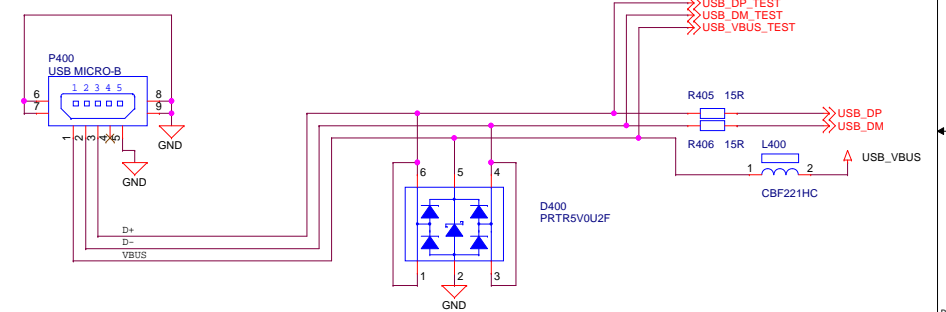 USB_DP_TEST
USB_DM_TEST
USB_VBUS_TEST
P400
USB MICRO-B
1 2 3 4 5
6
7
8
9
1
2
3
4
5
GND
GND
R405 15R
USB_DP
USB_DM
R406 15R
L400
1
2
USB_VBUS
CBF221HC
6
5
4
D400
PRTR5V0U2F
D+
D-
VBUS
1
2
3
GND